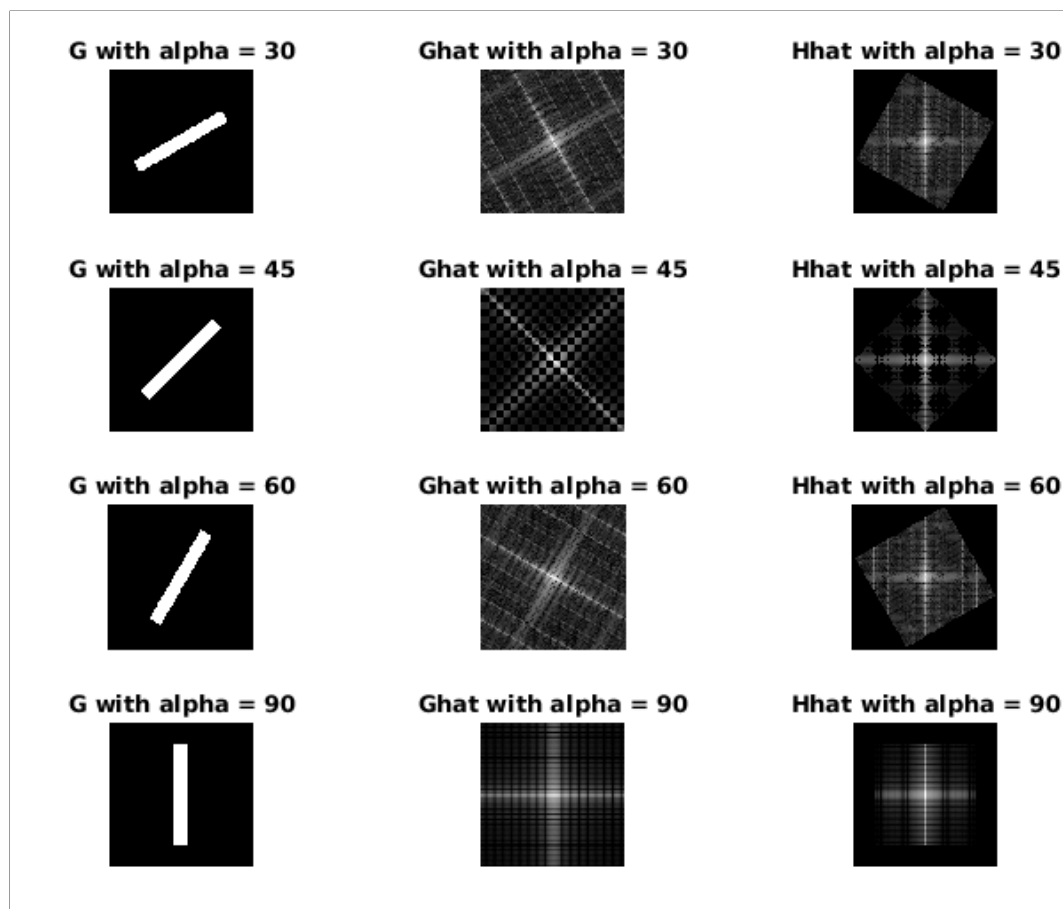 G with alpha = 30
Ghat with alpha = 30
Hhat with alpha = 30
G with alpha = 45
Ghat with alpha = 45
Hhat with alpha = 45
G with alpha = 60
Ghat with alpha = 60
Hhat with alpha = 60
G with alpha = 90
Ghat with alpha = 90
Hhat with alpha = 90